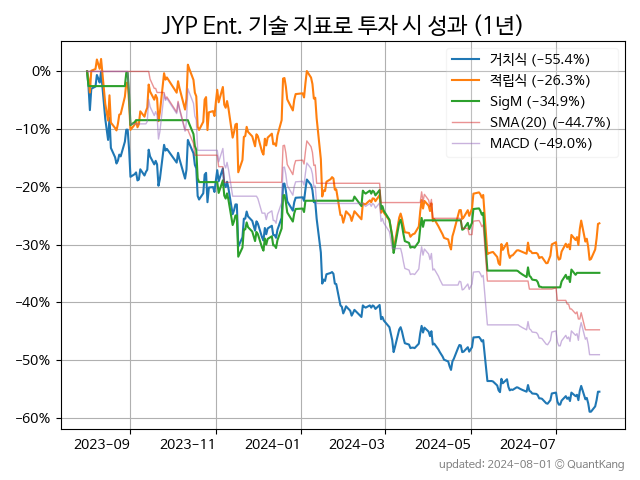 JYP Ent. 기술 지표로 투자 시 성과 (1년)
거치식 (−55.4%)
적립식 (−26.3%)
SigM (−34.9%)
SMA(20) (−44.7%)
MACD (−49.0%)
0%
−10%
−20%
−30%
−40%
−50%
−60%
2023−09 2023−11 2024−01 2024−03 2024−05 2024−07
updated: 2024−08−01 © QuantKang